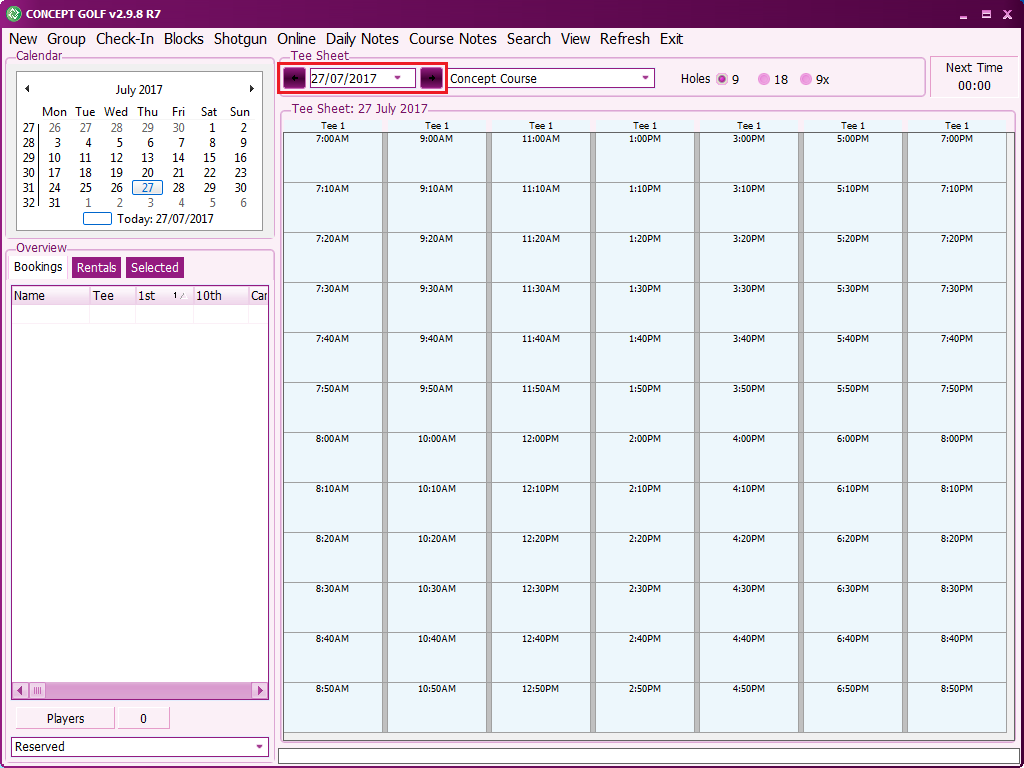 CONCEPT GOLF v2.9.8 R7
New Group Check-In Blocks Shotgun Online Daily Notes Course Notes Search View Refresh Exit
Calendar
July 2017
Mon Tue Wed Thu Fri Sat Sun
27 26 27 28 29 30 1 2
28 3 4 5 6 7 8 9
29 10 11 12 13 14 15 16
30 17 18 19 20 21 22 23
31 24 25 26 27 28 29 30
32 31 1 2 3 4 5 6
Today: 27/07/2017
Overview
Bookings Rentals Selected
Name Tee 1st 1 10th Car
Players 0
Reserved
Tee Sheet
27/07/2017 Concept Course Holes 9 18 9x
Next Time
00:00
Tee Sheet: 27 July 2017
Tee 1 Tee 1 Tee 1 Tee 1 Tee 1 Tee 1 Tee 1
7:00AM 9:00AM 11:00AM 1:00PM 3:00PM 5:00PM 7:00PM
7:10AM 9:10AM 11:10AM 1:10PM 3:10PM 5:10PM 7:10PM
7:20AM 9:20AM 11:20AM 1:20PM 3:20PM 5:20PM 7:20PM
7:30AM 9:30AM 11:30AM 1:30PM 3:30PM 5:30PM 7:30PM
7:40AM 9:40AM 11:40AM 1:40PM 3:40PM 5:40PM 7:40PM
7:50AM 9:50AM 11:50AM 1:50PM 3:50PM 5:50PM 7:50PM
8:00AM 10:00AM 12:00PM 2:00PM 4:00PM 6:00PM 8:00PM
8:10AM 10:10AM 12:10PM 2:10PM 4:10PM 6:10PM 8:10PM
8:20AM 10:20AM 12:20PM 2:20PM 4:20PM 6:20PM 8:20PM
8:30AM 10:30AM 12:30PM 2:30PM 4:30PM 6:30PM 8:30PM
8:40AM 10:40AM 12:40PM 2:40PM 4:40PM 6:40PM 8:40PM
8:50AM 10:50AM 12:50PM 2:50PM 4:50PM 6:50PM 8:50PM